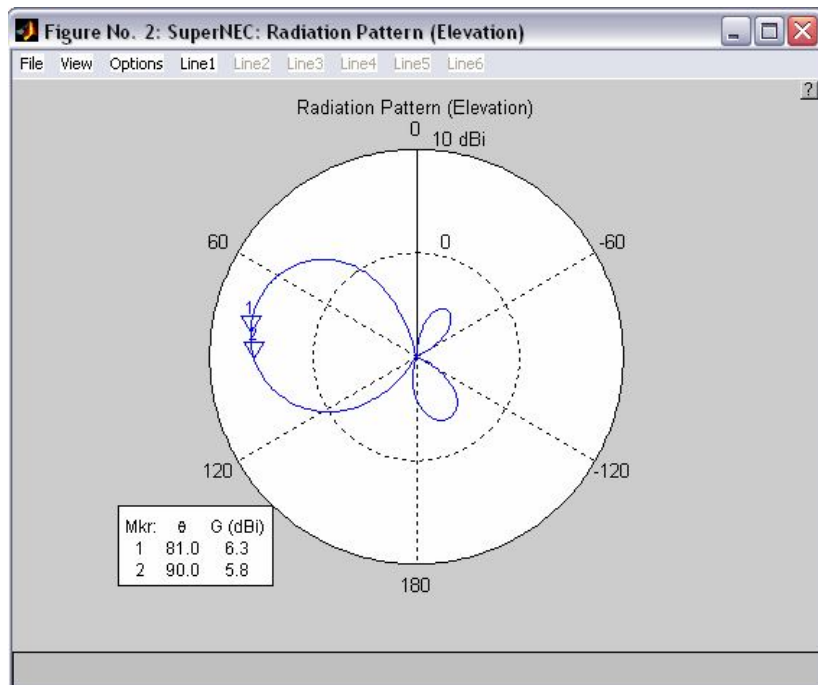 Figure No. 2: SuperNEC: Radiation Pattern (Elevation)
File View Options Line1 Line2 Line3 Line4 Line5 Line6
?
Radiation Pattern (Elevation)
0
10 dBi
60
0
-60
1
2
120
-120
Mkr: θ G (dBi)
1 81.0 6.3
2 90.0 5.8
180